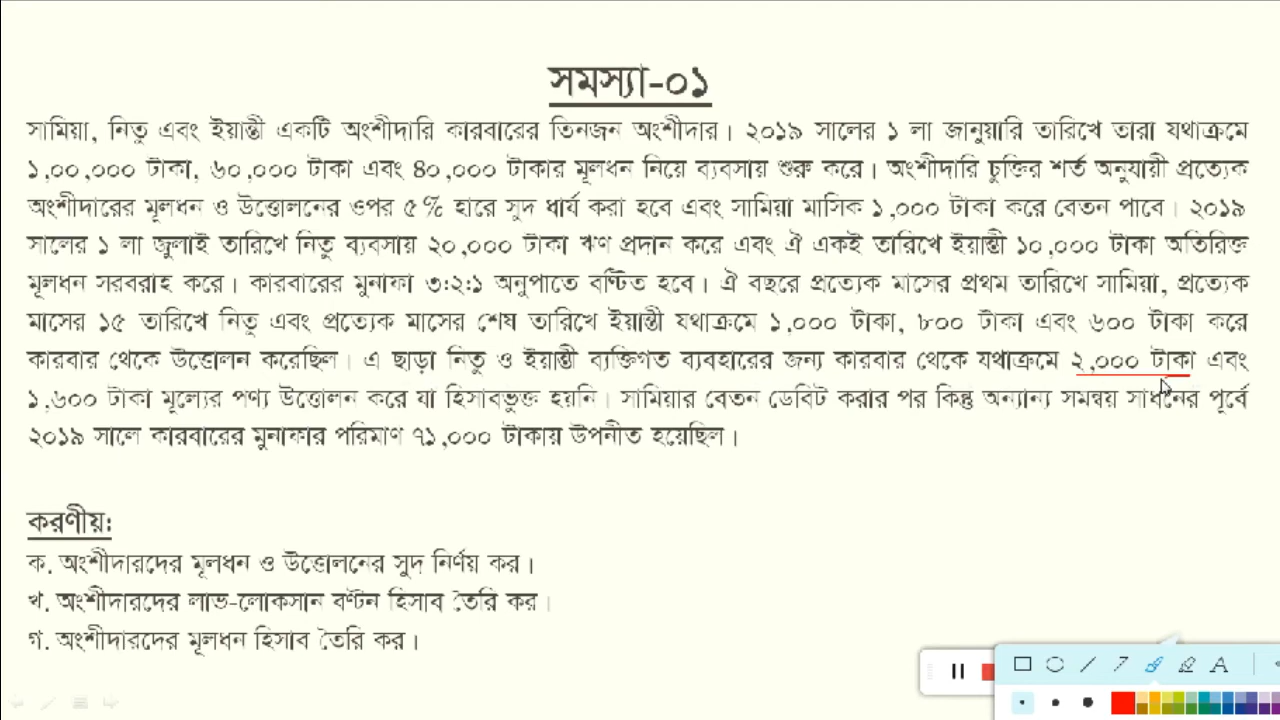 সমস্যা-০১
সামিয়া, নিতু এবং ইয়ান্তী একটি অংশীদারি কারবারের তিনজন অংশীদার। ২০১৯ সালের ১ লা জানুয়ারি তারিখে তারা যথাক্রমে
১,০০,০০০ টাকা, ৬০,০০০ টাকা এবং ৪০,০০০ টাকার মূলধন নিয়ে ব্যবসায় শুরু করে। অংশীদারি চুক্তির শর্ত অনুযায়ী প্রত্যেক
অংশীদারের মূলধন ও উত্তোলনের ওপর ৫% হারে সুদ ধার্য করা হবে এবং সামিয়া মাসিক ১,০০০ টাকা করে বেতন পাবে। ২০১৯
সালের ১ লা জুলাই তারিখে নিতু ব্যবসায় ২০,০০০ টাকা ঋণ প্রদান করে এবং ঐ একই তারিখে ইয়ান্তী ১০,০০০ টাকা অতিরিক্ত
মূলধন সরবরাহ করে। কারবারের মুনাফা ৩:২:১ অনুপাতে বণ্টিত হবে। ঐ বছরে প্রত্যেক মাসের প্রথম তারিখে সামিয়া, প্রত্যেক
মাসের ১৫ তারিখে নিতু এবং প্রত্যেক মাসের শেষ তারিখে ইয়ান্তী যথাক্রমে ১,০০০ টাকা, ৮০০ টাকা এবং ৬০০ টাকা করে
কারবার থেকে উত্তোলন করেছিল। এ ছাড়া নিতু ও ইয়ান্তী ব্যক্তিগত ব্যবহারের জন্য কারবার থেকে যথাক্রমে ২,০০০ টাকা এবং
১,৬০০ টাকা মূল্যের পণ্য উত্তোলন করে যা হিসাবভুক্ত হয়নি। সামিয়ার বেতন ডেবিট করার পর কিন্তু অন্যান্য সমন্বয় সাধনের পূর্বে
২০১৯ সালে কারবারের মুনাফার পরিমাণ ৭১,০০০ টাকায় উপনীত হয়েছিল।
করণীয়:
ক. অংশীদারদের মূলধন ও উত্তোলনের সুদ নির্ণয় কর।
খ. অংশীদারদের লাভ-লোকসান বণ্টন হিসাব তৈরি কর।
গ. অংশীদারদের মূলধন হিসাব তৈরি কর।
A